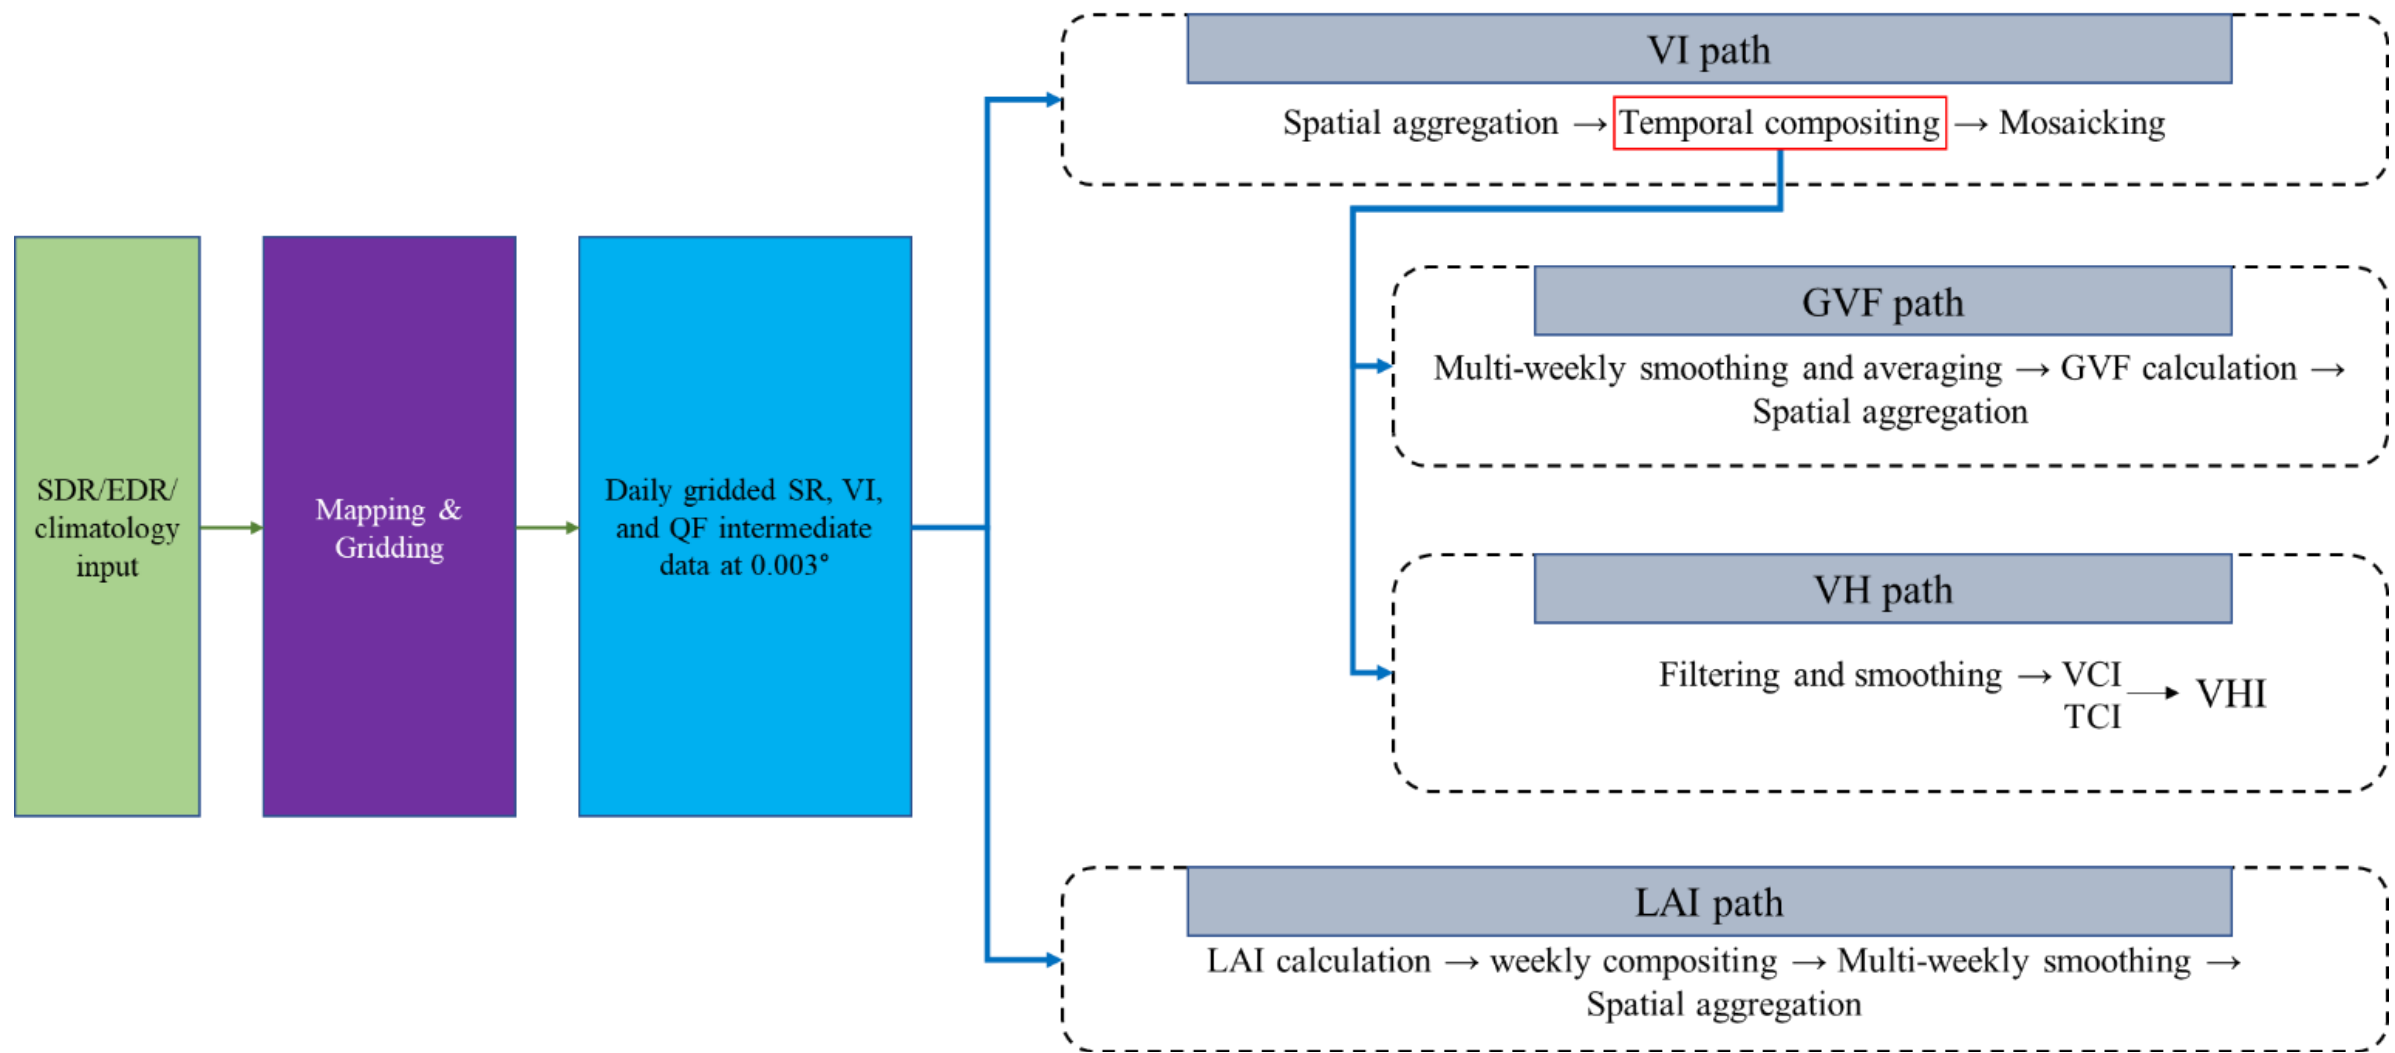 SDR/EDR/
climatology
input
Mapping &
Gridding
Daily gridded SR, VI,
and QF intermediate
data at 0.003°
VI path
Spatial aggregation → Temporal compositing → Mosaicking
GVF path
Multi-weekly smoothing and averaging → GVF calculation →
Spatial aggregation
VH path
Filtering and smoothing → VCI
TCI
VHI
LAI path
LAI calculation → weekly compositing → Multi-weekly smoothing →
Spatial aggregation